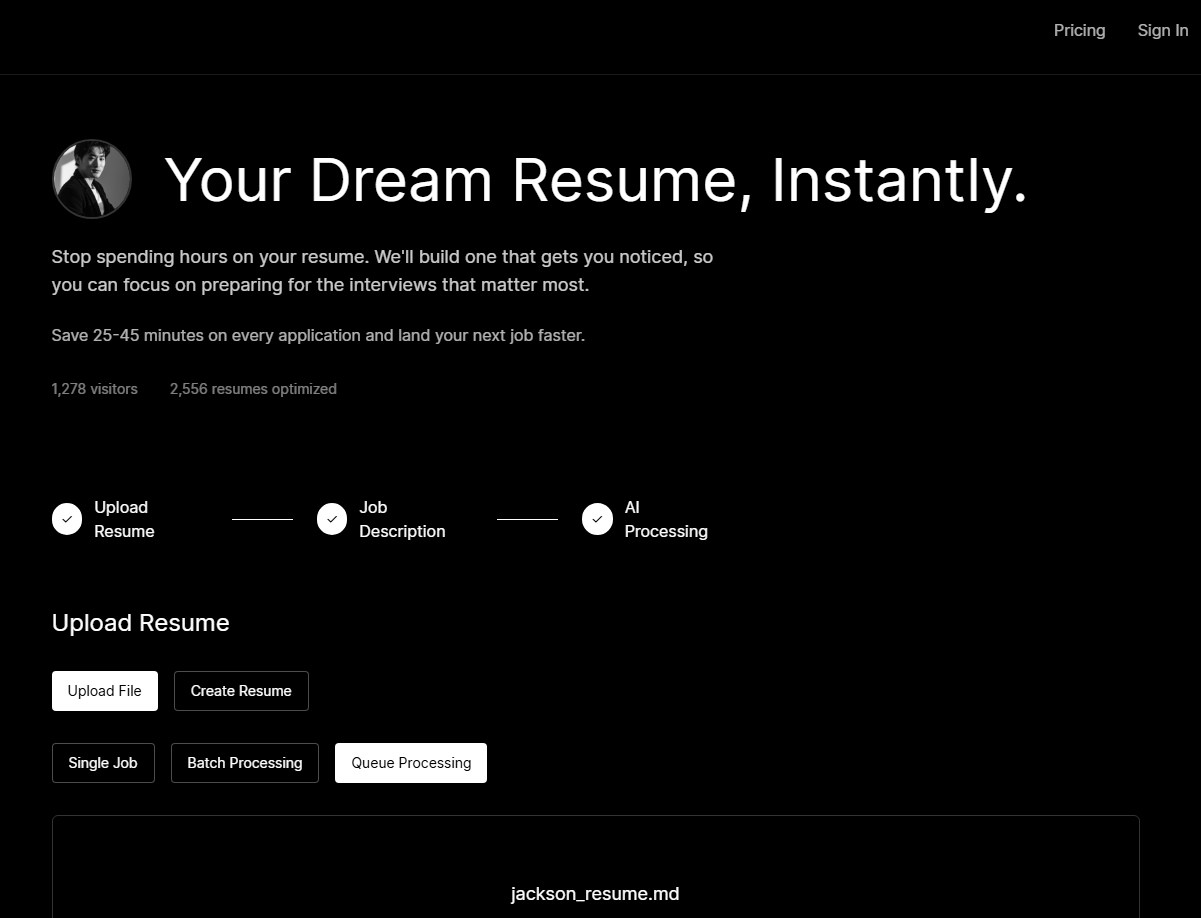 Pricing Sign In
Your Dream Resume, Instantly.
Stop spending hours on your resume. We'll build one that gets you noticed, so
you can focus on preparing for the interviews that matter most.
Save 25-45 minutes on every application and land your next job faster.
1,278 visitors 2,556 resumes optimized
Upload
Resume
Job
Description
AI
Processing
Upload Resume
Upload File Create Resume
Single Job Batch Processing Queue Processing
jackson_resume.md